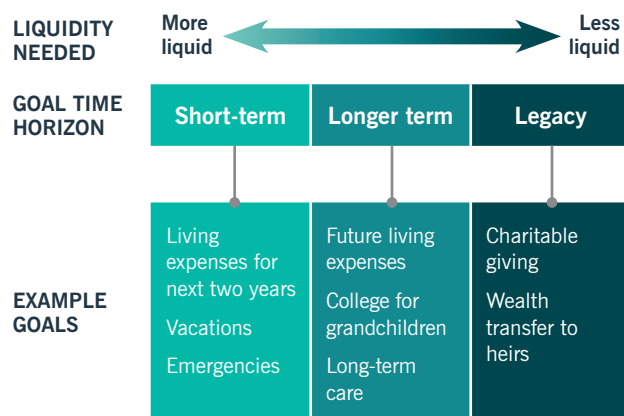 LIQUIDITY
NEEDED
More
liquid
Less
liquid
GOAL TIME
HORIZON
Short-term
Longer term
Legacy
EXAMPLE
GOALS
Living
expenses for
next two years
Vacations
Emergencies
Future living
expenses
College for
grandchildren
Long-term
care
Charitable
giving
Wealth
transfer to
heirs